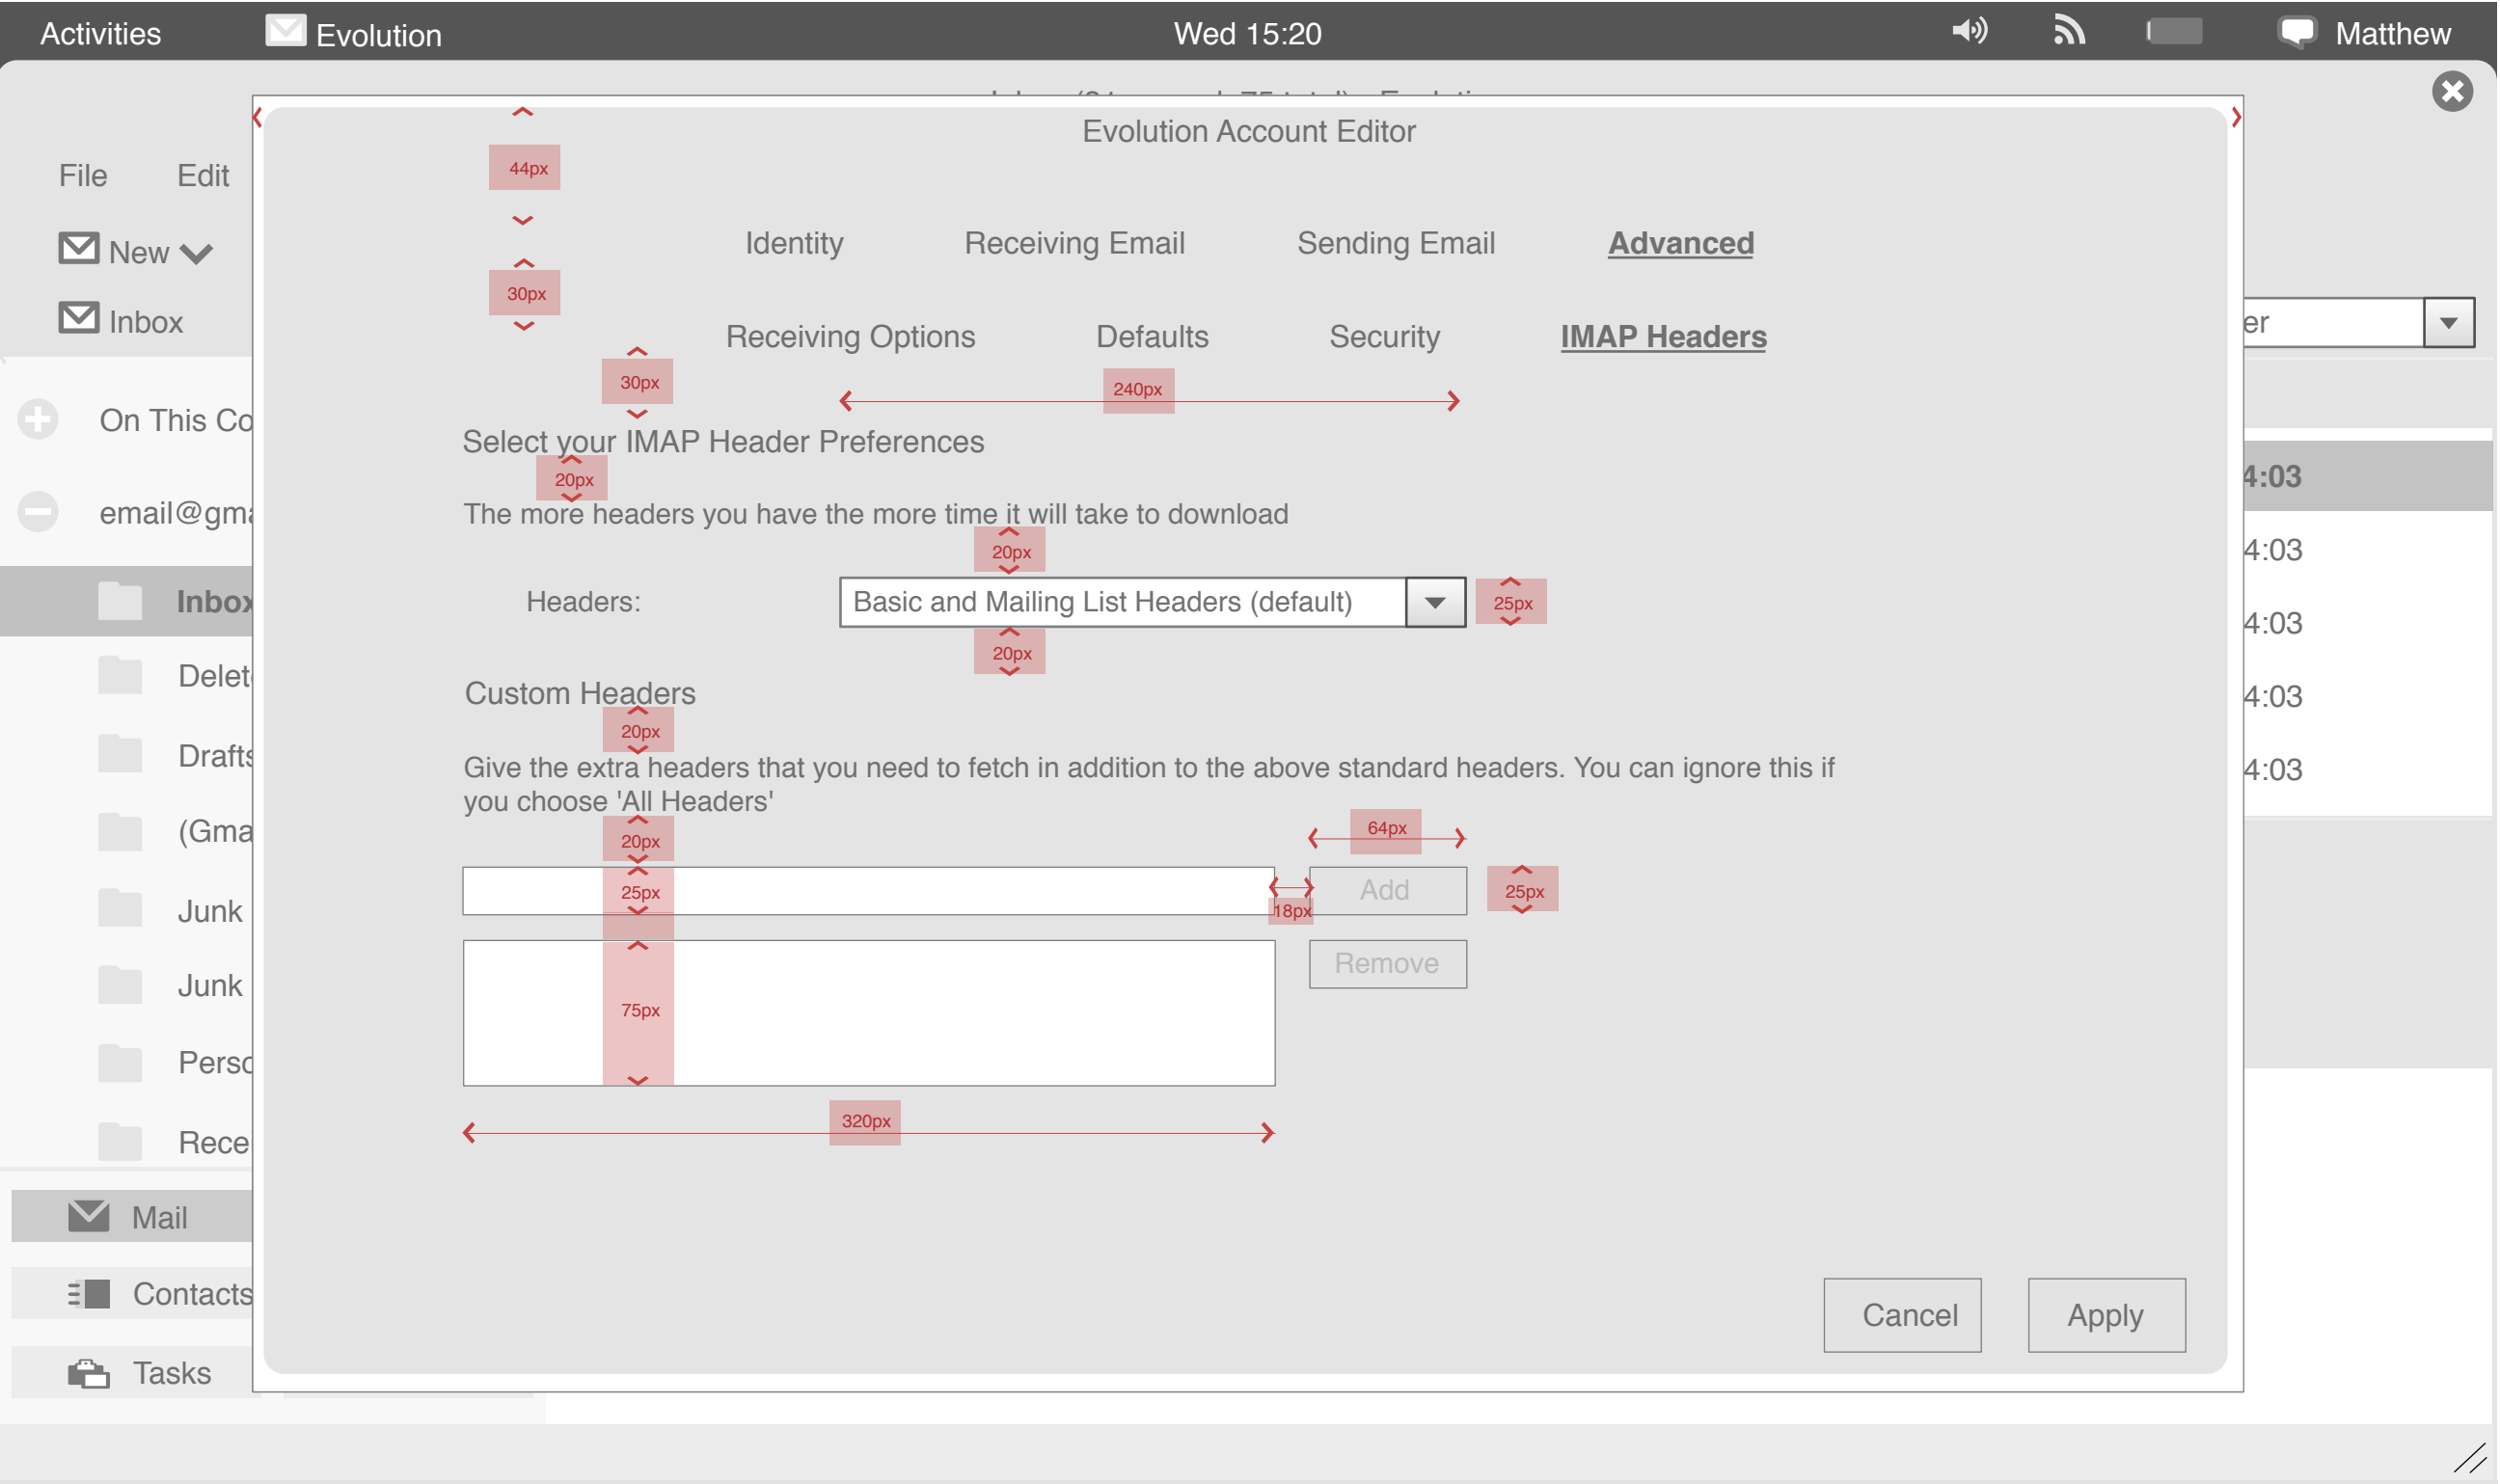 Activities
Evolution
Wed 15:20
Matthew
Evolution Account Editor
File
Edit
44px
Identity
Receiving Email
Sending Email
Advanced
New
30px
Inbox
Receiving Options
Defaults
Security
IMAP Headers
er
30px
240px
On This Co
Select your IMAP Header Preferences
20px
4:03
email@gma
The more headers you have the more time it will take to download
20px
4:03
Inbox
Headers:
Basic and Mailing List Headers (default)
25px
4:03
20px
Delet
Custom Headers
4:03
20px
Drafts
Give the extra headers that you need to fetch in addition to the above standard headers. You can ignore this if
you choose 'All Headers'
4:03
(Gma
20px
64px
25px
Add
25px
Junk
18px
Remove
Junk
75px
Perso
320px
Rece
Mail
Contacts
Cancel
Apply
Tasks